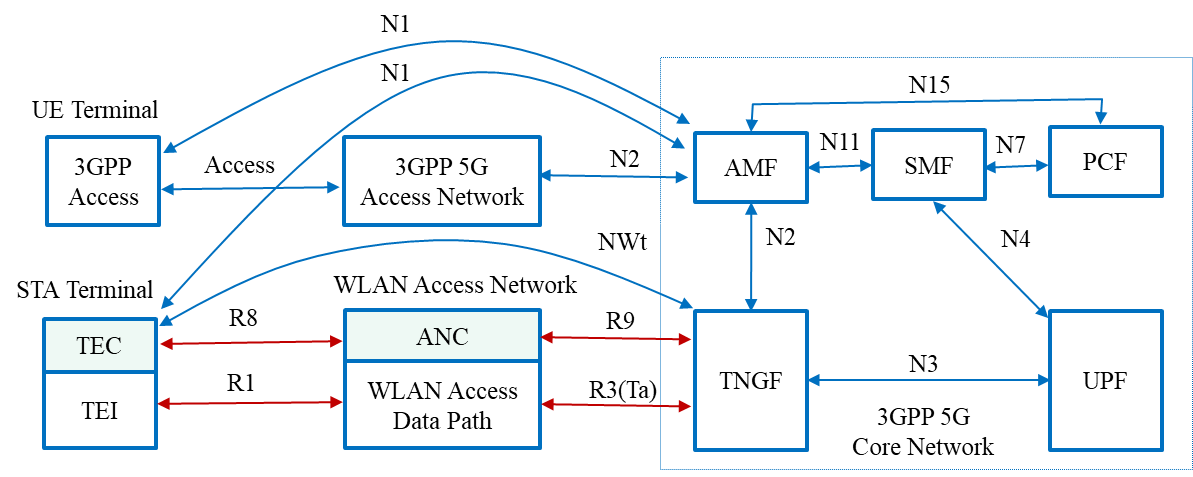 N1
N1
UE Terminal
3GPP
Access
Access
3GPP 5G
Access Network
N2
N15
AMF
N11
SMF
N7
PCF
N2
N4
NWt
STA Terminal
WLAN Access Network
TEC
R8
ANC
R9
TEI
R1
WLAN Access
Data Path
R3(Ta)
TNGF
N3
UPF
3GPP 5G
Core Network